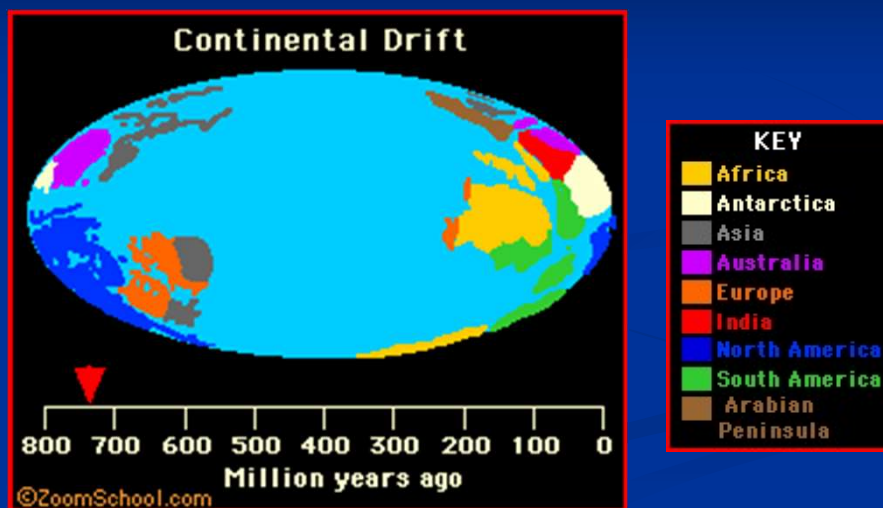 Continental Drift
800 700 600 500 400 300 200 100 0
Million years ago
©ZoomSchool.com
KEY
Africa
Antarctica
Asia
Australia
Europe
India
North America
South America
Arabian
Peninsula